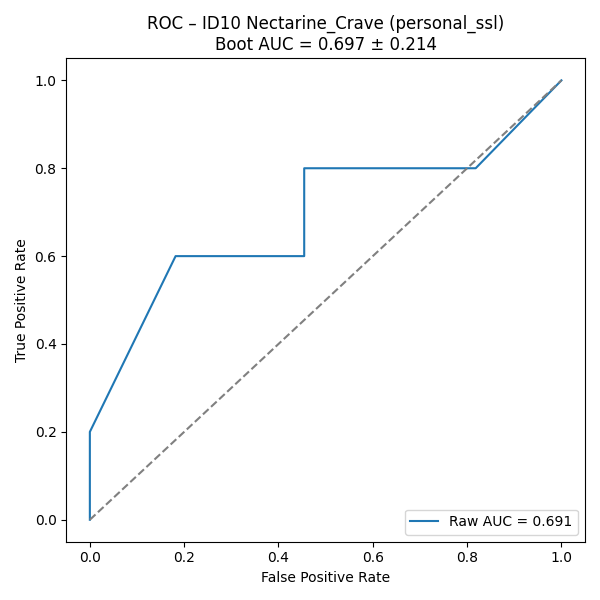 ROC – ID10 Nectarine_Crave (personal_ssl)
Boot AUC = 0.697 ± 0.214
True Positive Rate
1.0
0.8
0.6
0.4
0.2
0.0
Raw AUC = 0.691
0.0 0.2 0.4 0.6 0.8 1.0
False Positive Rate